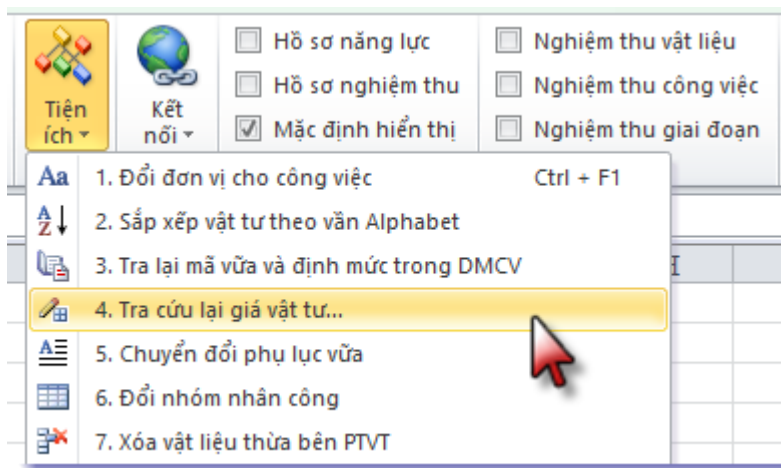 Tiện ích
Kết nối
Hồ sơ năng lực
Hồ sơ nghiệm thu
Mặc định hiển thị
Nghiệm thu vật liệu
Nghiệm thu công việc
Nghiệm thu giai đoạn
Aa 1. Đổi đơn vị cho công việc Ctrl + F1
2. Sắp xếp vật tư theo vần Alphabet
3. Tra lại mã vữa và định mức trong DMCV
4. Tra cứu lại giá vật tư...
5. Chuyển đổi phụ lục vữa
6. Đổi nhóm nhân công
7. Xóa vật liệu thừa bên PTVT